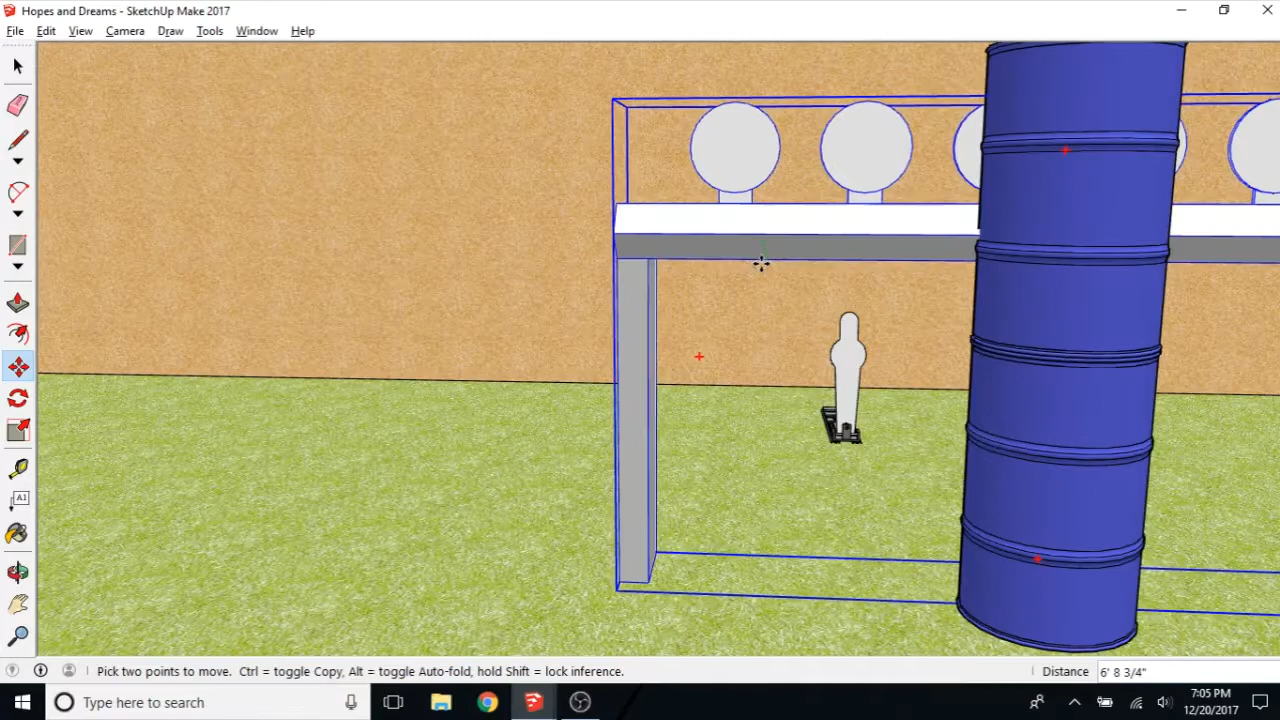 Hopes and Dreams - SketchUp Make 2017
File Edit View Camera Draw Tools Window Help
A1
Pick two points to move. Ctrl = toggle Copy, Alt = toggle Auto-fold, hold Shift = lock inference.
Distance 6' 8 3/4"
Type here to search
7:05 PM
12/20/2017